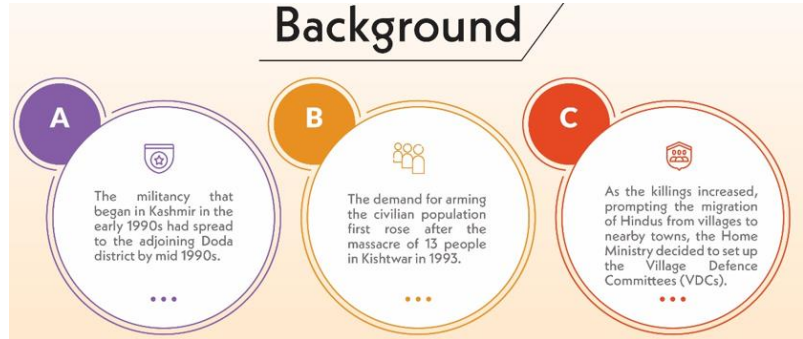 Background
A
The militancy that
began in Kashmir in the
early 1990s had spread
to the adjoining Doda
district by mid 1990s.
B
The demand for arming
the civilian population
first rose after the
massacre of 13 people
in Kishtwar in 1993.
C
As the killings increased,
prompting the migration
of Hindus from villages to
nearby towns, the Home
Ministry decided to set up
the Village Defence
Committees (VDCs).